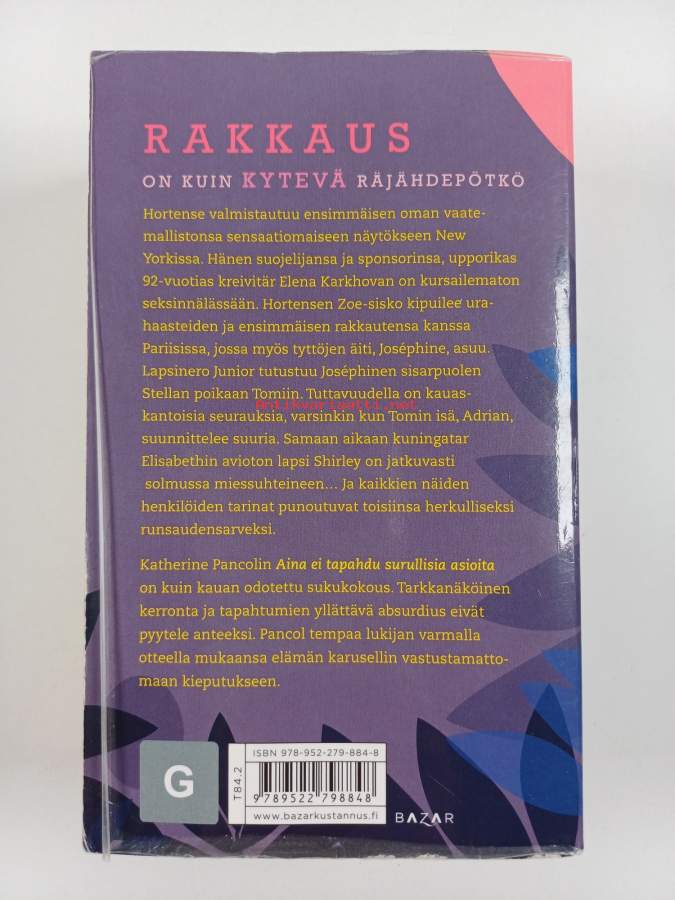 RAKKAUS
ON KUIN KYTEVÄ RÄJÄHDEPÖTKÖ
Hortense valmistautuu ensimmäisen oman vaate-
mallistonsa sensaatiomaiseen näytökseen New
Yorkissa. Hänen suojelijansa ja sponsorinsa, upporikas
92-vuotias kreivitär Elena Karkhovan on kursailematon
seksinnälässään. Hortensen Zoe-sisko kipuilee ura-
haasteiden ja ensimmäisen rakkautensa kanssa
Pariisissa, jossa myös tyttöjen äiti, Joséphine, asuu.
Lapsinero Junior tutustuu Joséphinen sisarpuolen
Stellan poikaan Tomiin. Tuttavuudella on kauas-
Antikvariaatti.net
kantoisia seurauksia, varsinkin kun Tomin isä, Adrian,
suunnittelee suuria. Samaan aikaan kuningatar
Elisabethin avioton lapsi Shirley on jatkuvasti
solmussa miessuhteineen... Ja kaikkien näiden
henkilöiden tarinat punoutuvat toisiinsa herkulliseksi
runsaudensarveksi.
Katherine Pancolin Aina ei tapahdu surullisia asioita
on kuin kauan odotettu sukukokous. Tarkkanäköinen
kerronta ja tapahtumien yllättävä absurdius eivät
pyytele anteeksi. Pancol tempaa lukijan varmalla
otteella mukaansa elämän karusellin vastustamatto-
maan kieputukseen.
G
T84.2
ISBN 978-952-279-884-8
9 789522 798848
www.bazarkustannus.fi
BAZAR